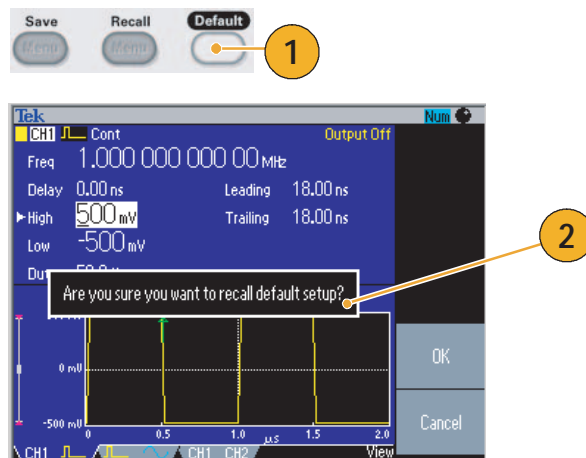 Save Recall Default
Menu Menu
1
Tek Num
CH1 Cont Output Off
Freq 1.000 000 000 00 MHz
Delay 0.00 ns Leading 18.00 ns
High 500 mV Trailing 18.00 ns
Low -500 mV
2
Are you sure you want to recall default setup?
OK
0 mV
Cancel
-500 mV
0 0.5 1.0 µs 1.5 2.0
CH1 CH1 CH2 View